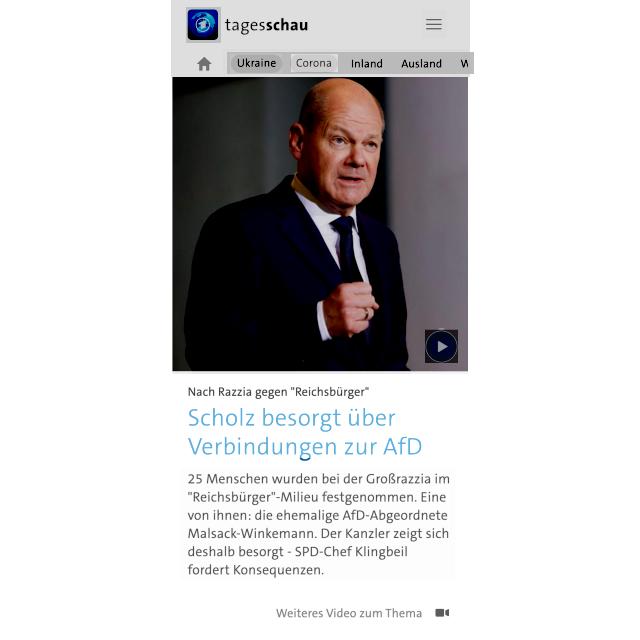 tagesschau
Ukraine Corona Inland Ausland W
Nach Razzia gegen "Reichsbürger"
Scholz besorgt über
Verbindungen zur AfD
25 Menschen wurden bei der Großrazzia im
"Reichsbürger"-Milieu festgenommen. Eine
von ihnen: die ehemalige AfD-Abgeordnete
Malsack-Winkemann. Der Kanzler zeigt sich
deshalb besorgt - SPD-Chef Klingbeil
fordert Konsequenzen.
Weiteres Video zum Thema